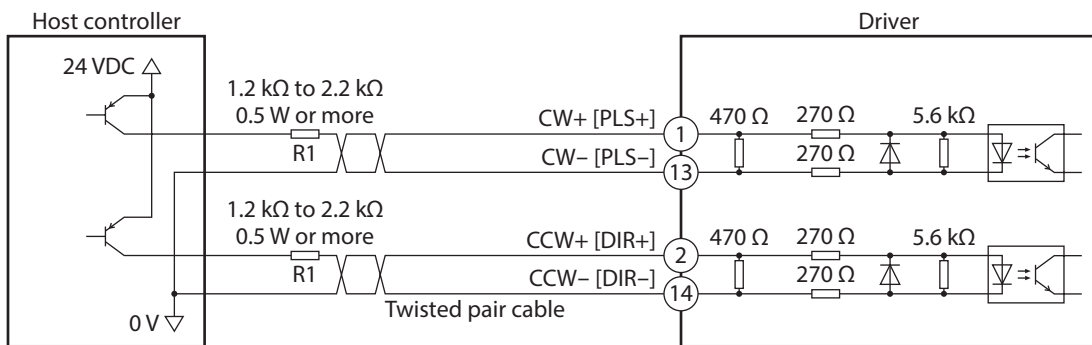 Host controller
Driver
24 VDC
1.2 kΩ to 2.2 kΩ
0.5 W or more
R1
CW+ [PLS+]
1
470 Ω
270 Ω
5.6 kΩ
CW− [PLS−]
13
270 Ω
1.2 kΩ to 2.2 kΩ
0.5 W or more
R1
CCW+ [DIR+]
2
470 Ω
270 Ω
5.6 kΩ
CCW− [DIR−]
14
270 Ω
Twisted pair cable
0 V